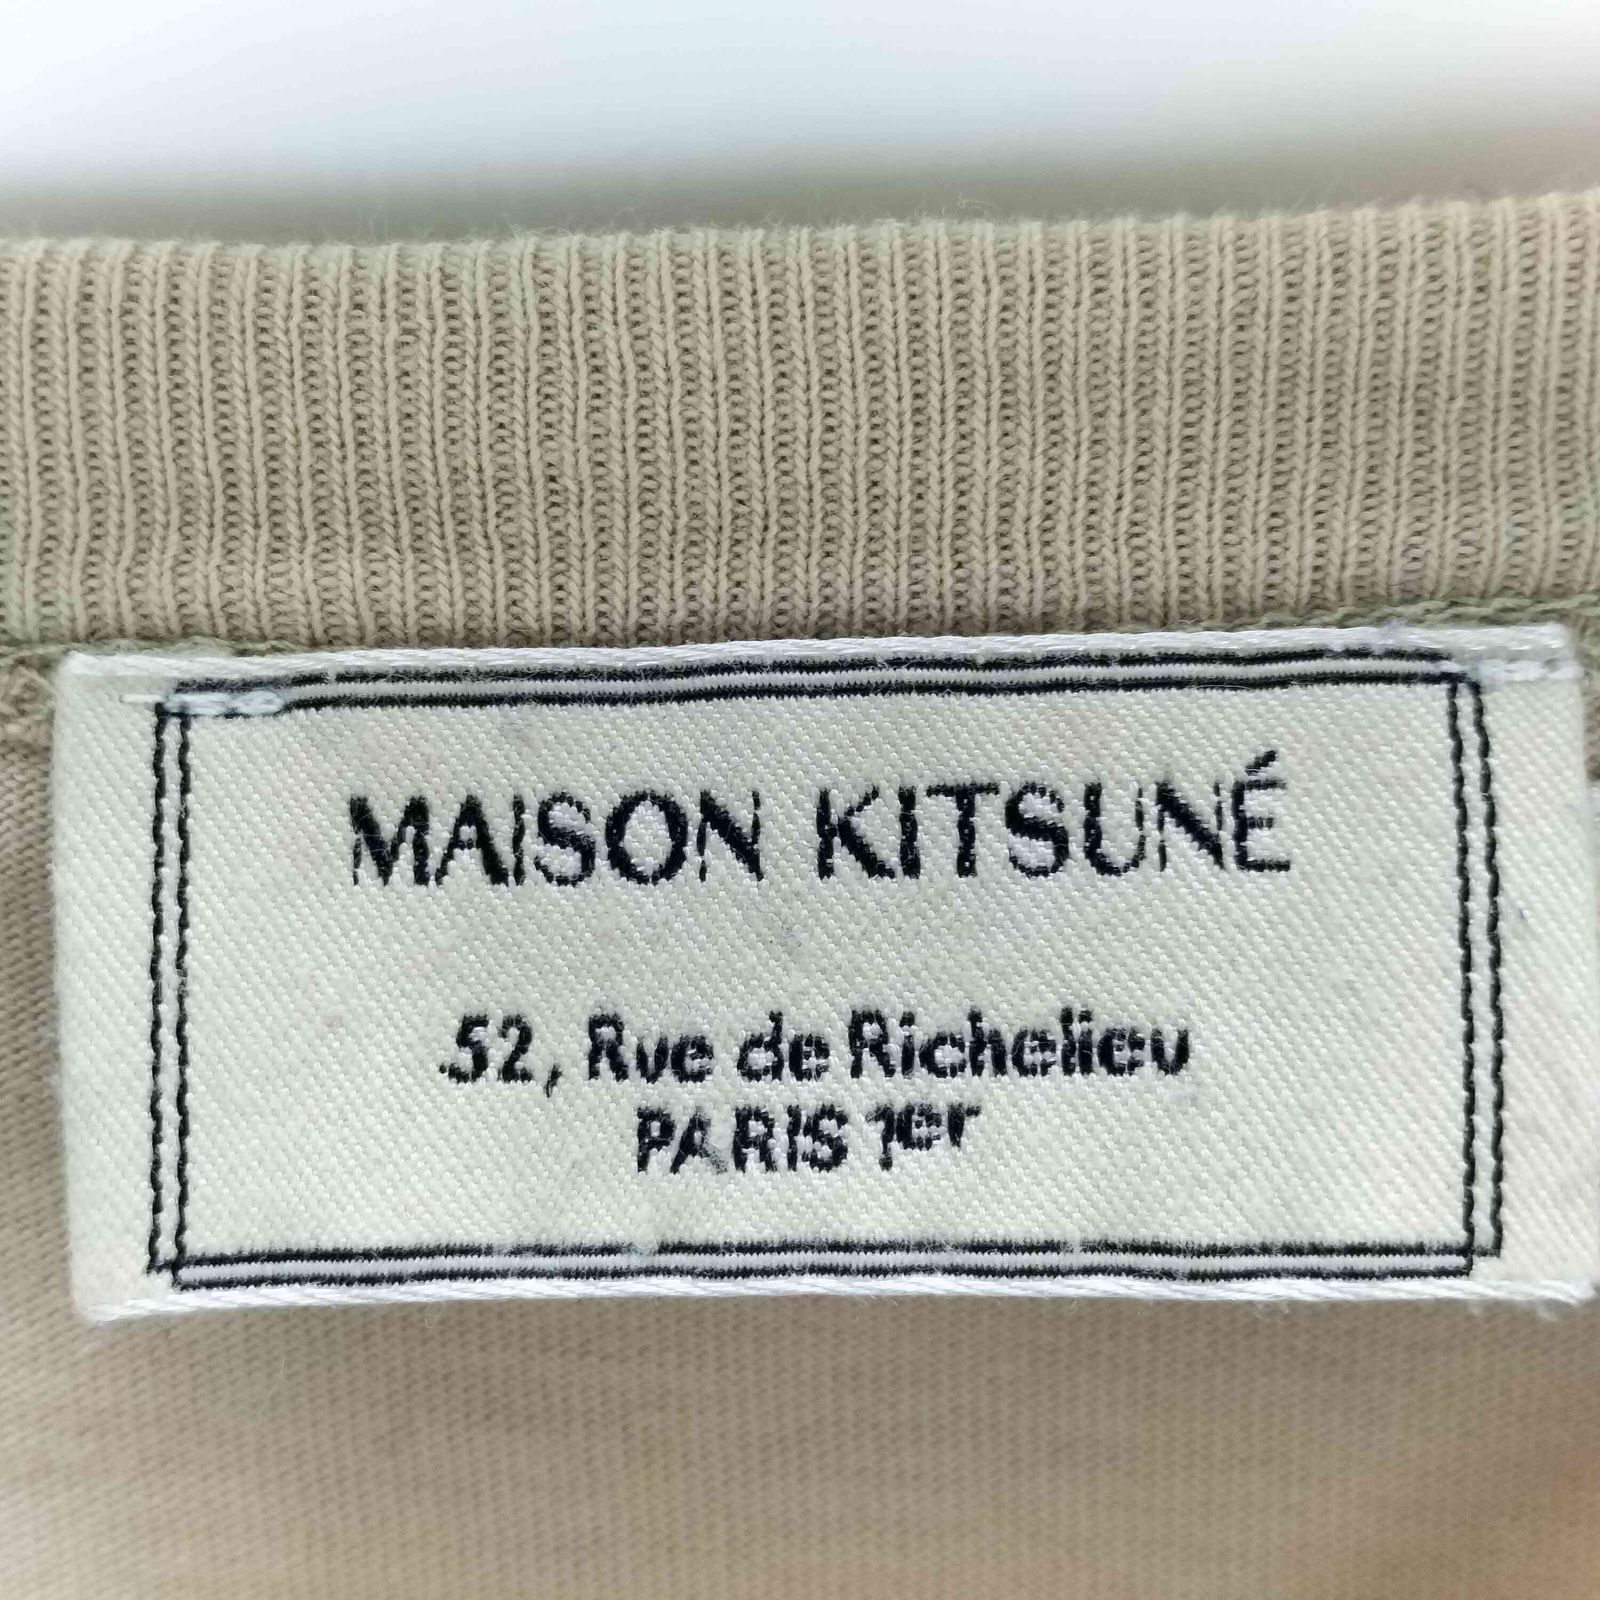 MAISON KITSUNÉ
52, Rue de Richelieu
PARIS 1er